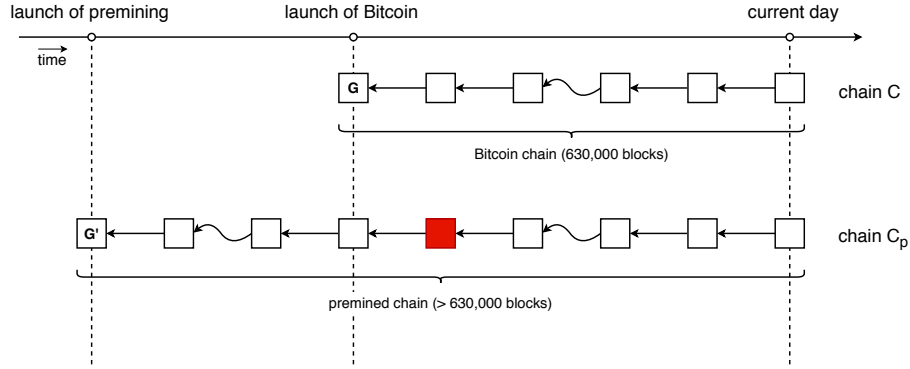 launch of premining
launch of Bitcoin
current day
time
G
chain C
Bitcoin chain (630,000 blocks)
G'
chain Cp
premined chain (> 630,000 blocks)